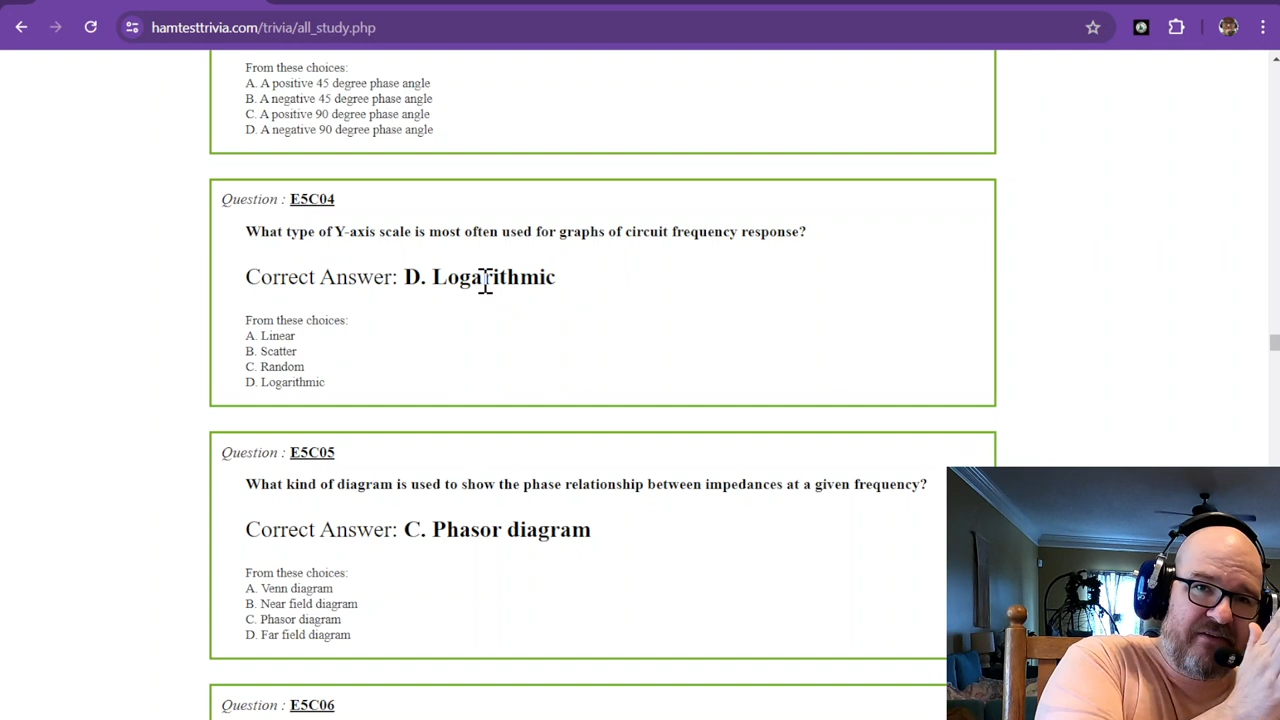 hamtesttrivia.com/trivia/all_study.php
From these choices:
A. A positive 45 degree phase angle
B. A negative 45 degree phase angle
C. A positive 90 degree phase angle
D. A negative 90 degree phase angle
Question : E5C04
What type of Y-axis scale is most often used for graphs of circuit frequency response?
Correct Answer: D. Logarithmic
From these choices:
A. Linear
B. Scatter
C. Random
D. Logarithmic
Question : E5C05
What kind of diagram is used to show the phase relationship between impedances at a given frequency?
Correct Answer: C. Phasor diagram
From these choices:
A. Venn diagram
B. Near field diagram
C. Phasor diagram
D. Far field diagram
Question : E5C06